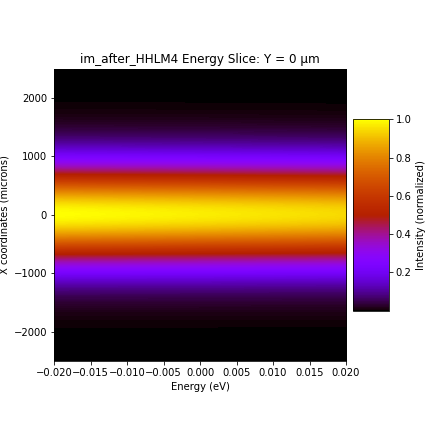 im_after_HHLM4 Energy Slice: Y = 0 μm
2000
1000
0
−1000
−2000
X coordinates (microns)
−0.020 −0.015 −0.010 −0.005 0.000 0.005 0.010 0.015 0.020
Energy (eV)
1.0
0.8
0.6
0.4
0.2
Intensity (normalized)